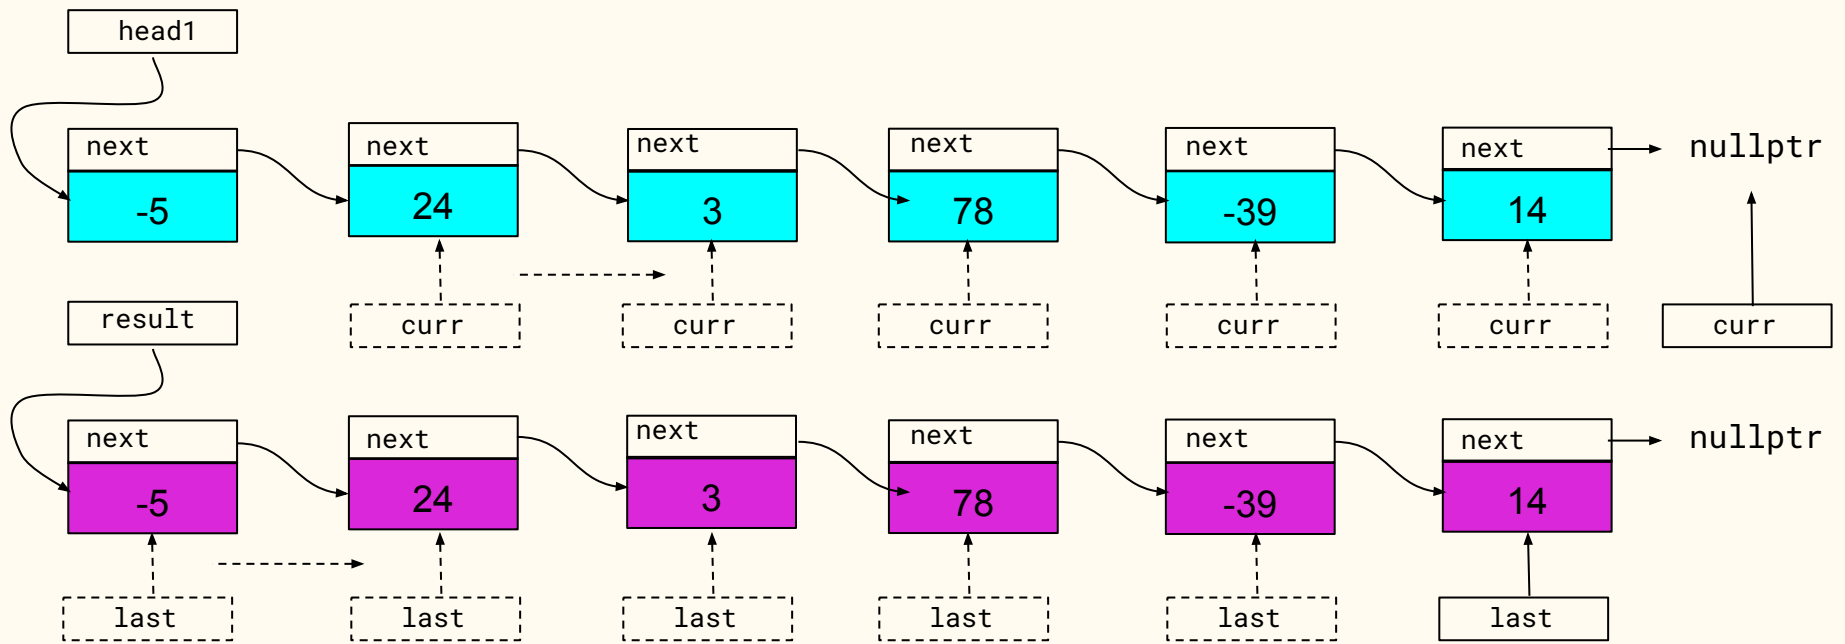 head1
next next next next next next nullptr
-5 24 3 78 -39 14
result curr curr curr curr curr curr
next next next next next next nullptr
-5 24 3 78 -39 14
last last last last last last